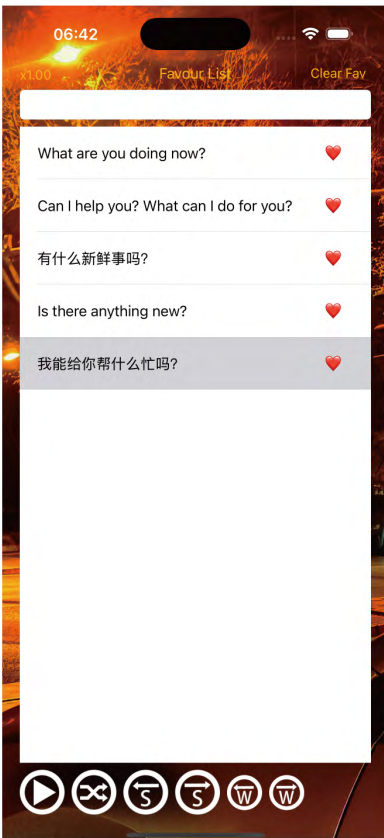 06:42
x1.00 Favour List Clear Fav
What are you doing now?
Can I help you? What can I do for you?
有什么新鲜事吗?
Is there anything new?
我能给你帮什么忙吗?
S S W W